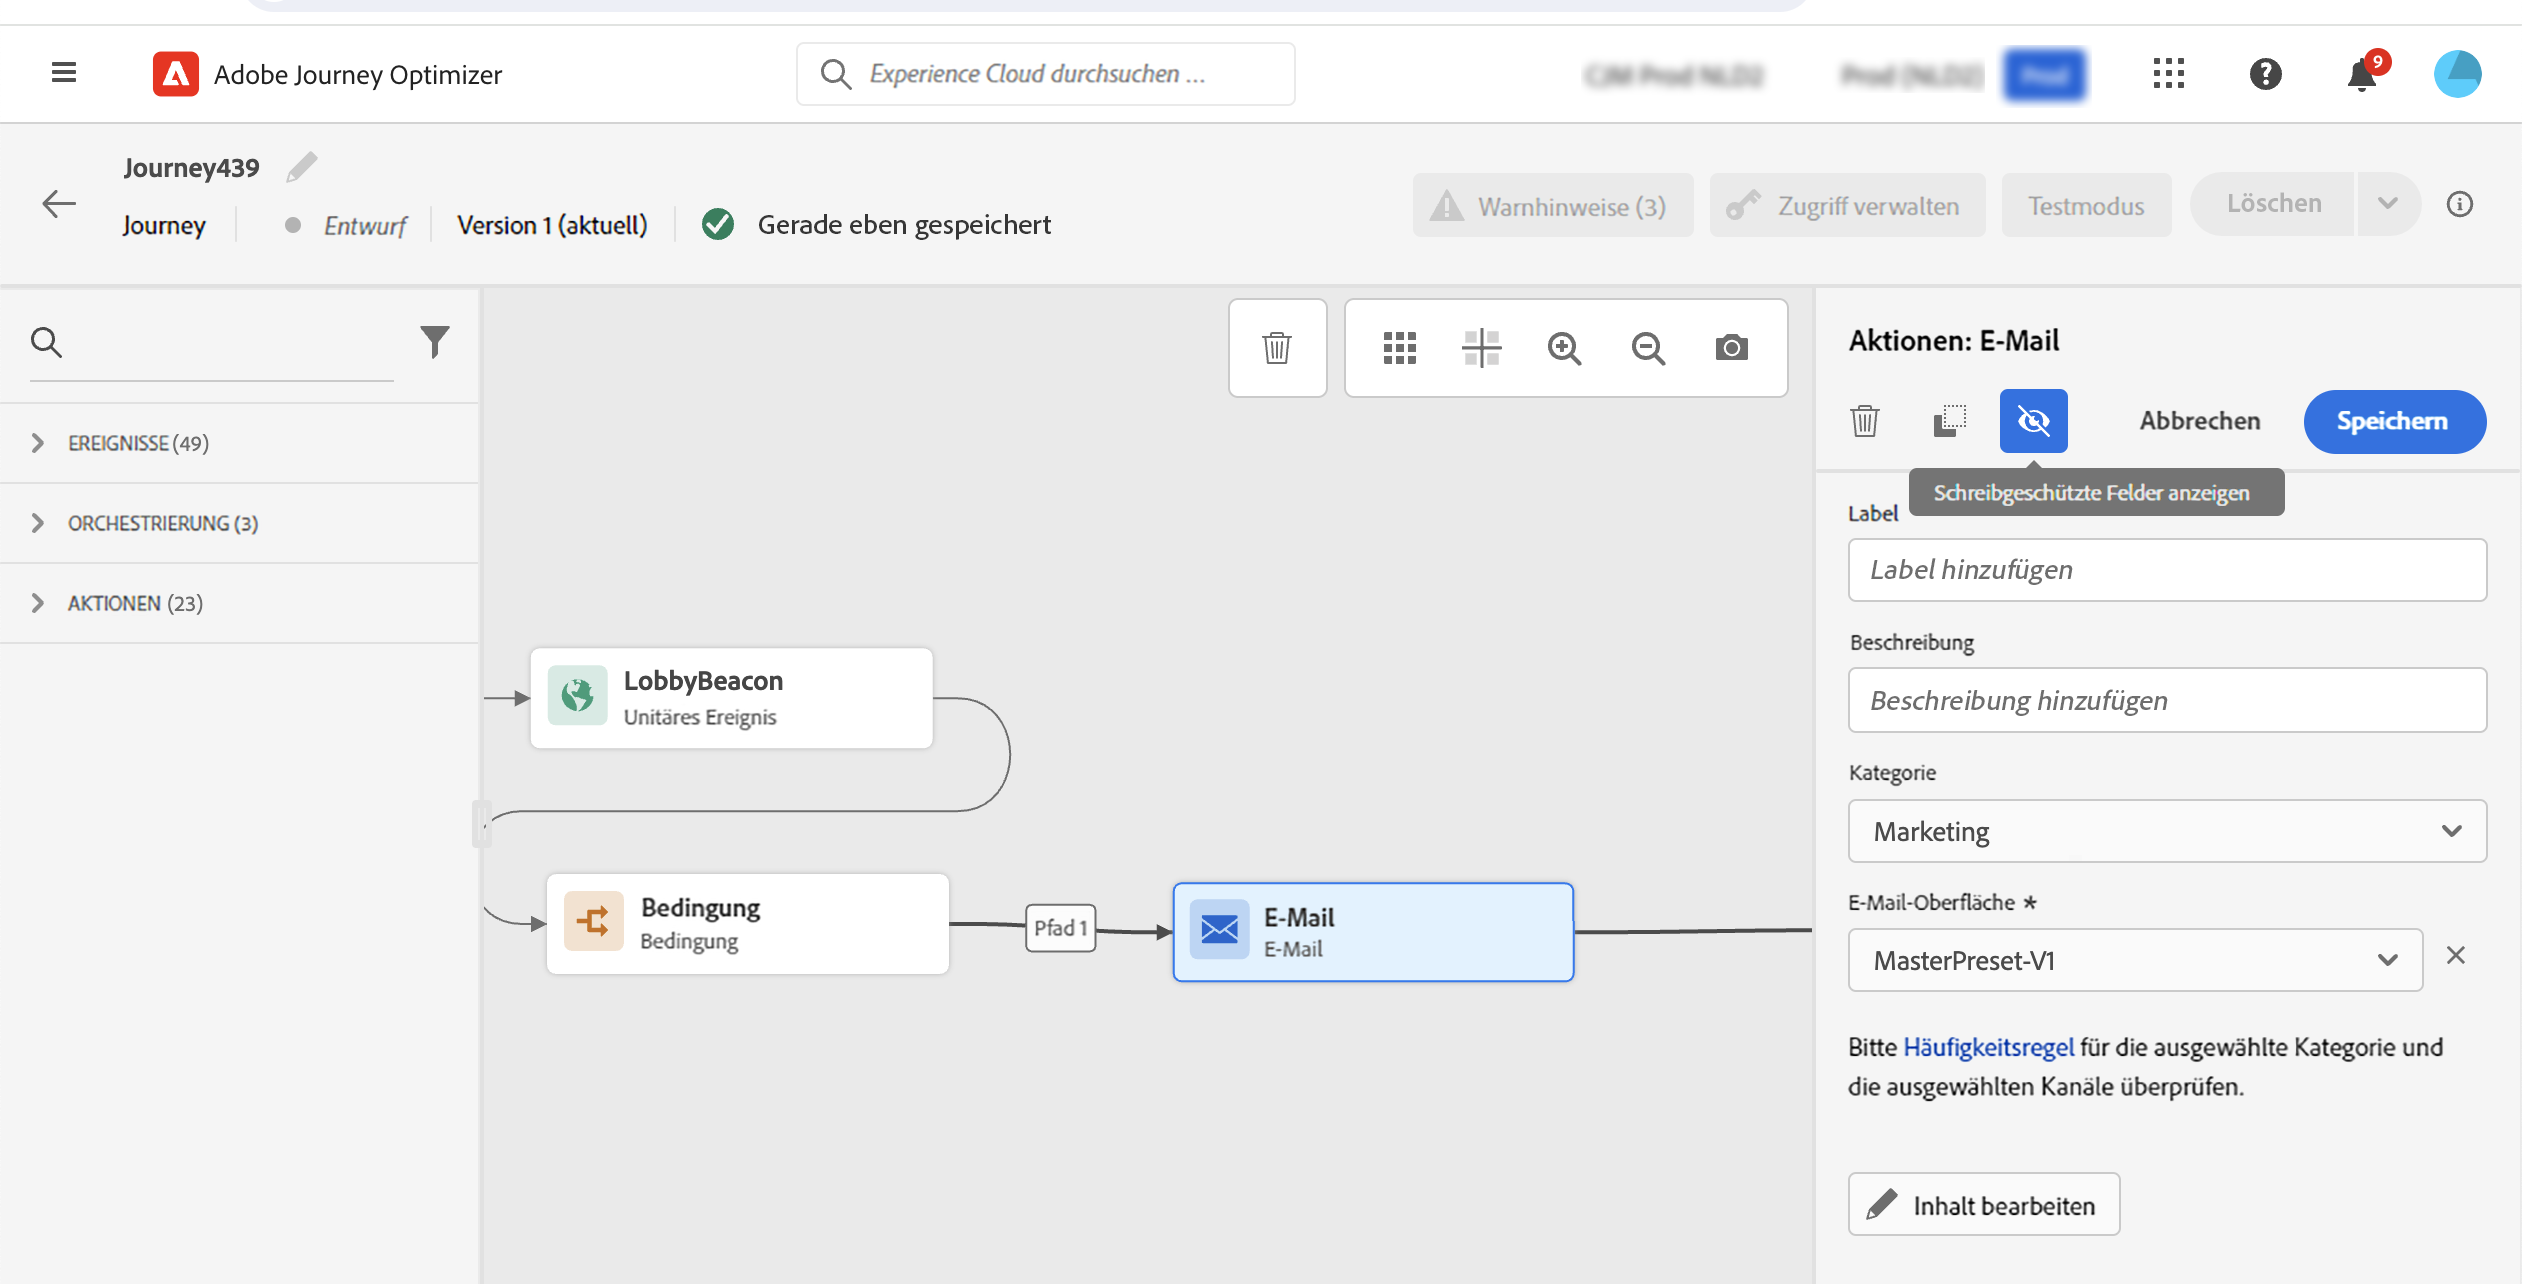 Adobe Journey Optimizer
Experience Cloud durchsuchen ...
9
Journey439
Journey
Entwurf
Version 1 (aktuell)
Gerade eben gespeichert
Warnhinweise (3)
Zugriff verwalten
Testmodus
Löschen
EREIGNISSE (49)
ORCHESTRIERUNG (3)
AKTIONEN (23)
LobbyBeacon
Unitäres Ereignis
Bedingung
Bedingung
Pfad 1
E-Mail
E-Mail
Aktionen: E-Mail
Abbrechen
Speichern
Schreibgeschützte Felder anzeigen
Label
Label hinzufügen
Beschreibung
Beschreibung hinzufügen
Kategorie
Marketing
E-Mail-Oberfläche *
MasterPreset-V1
Bitte Häufigkeitsregel für die ausgewählte Kategorie und
die ausgewählten Kanäle überprüfen.
Inhalt bearbeiten